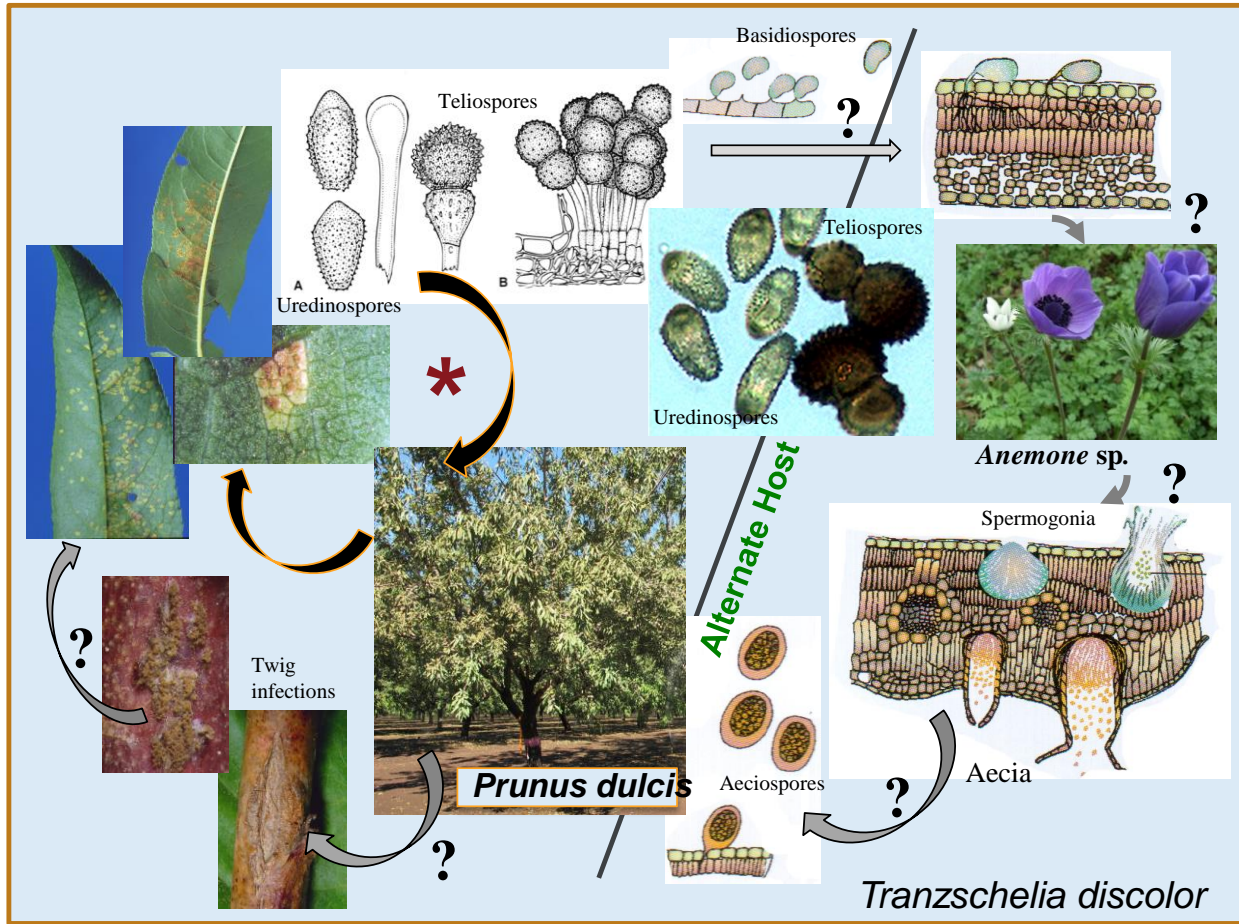 Basidiospores
?
Teliospores
A
B
Uredinospores
*
Teliospores
Uredinospores
?
Anemone sp.
?
Spermogonia
Alternate Host
?
Twig
infections
Prunus dulcis
?
Aeciospores
?
Aecia
Tranzschelia discolor